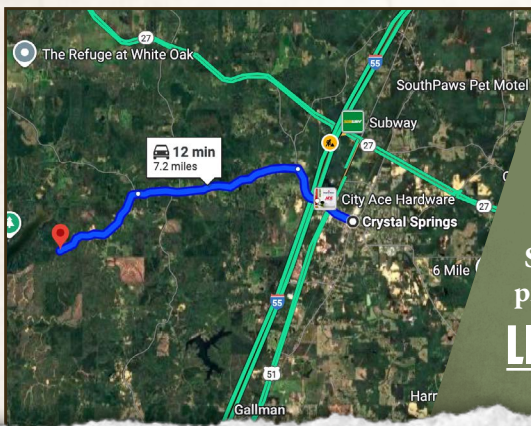 27
The Refuge at White Oak
55
SouthPaws Pet Motel
SUBWAY
Subway
27
12 min
7.2 miles
City Ace Hardware
27
Crystal Springs
6 Mile
55
51
Gallman
Harr
S
p
LI